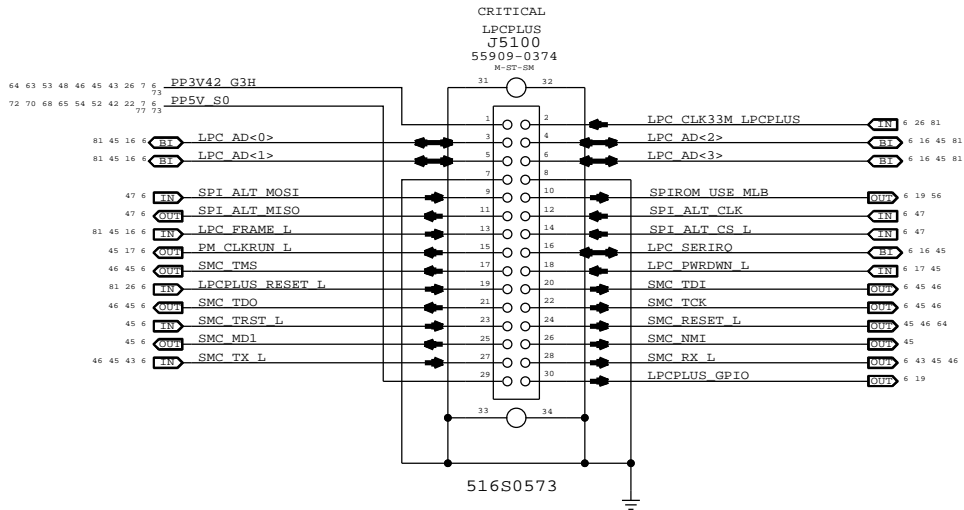 CRITICAL
LPCPLUS
J5100
55909-0374
M-ST-SM
31 32
64 63 53 48 46 45 43 26 7 6 PP3V42_G3H
73
72 70 68 65 54 52 42 22 7 6 PP5V_S0
77 73
1 2 LPC_CLK33M_LPCPLUS IN 6 26 81
81 45 16 6 BI LPC_AD<0> 3 4 LPC_AD<2> BI 6 16 45 81
81 45 16 6 BI LPC_AD<1> 5 6 LPC_AD<3> BI 6 16 45 81
7 8
47 6 IN SPI_ALT_MOSI 9 10 SPIROM_USE_MLB OUT 6 19 56
47 6 OUT SPI_ALT_MISO 11 12 SPI_ALT_CLK IN 6 47
81 45 16 6 IN LPC_FRAME_L 13 14 SPI_ALT_CS_L IN 6 47
45 17 6 OUT PM_CLKRUN_L 15 16 LPC_SERIRQ BI 6 16 45
46 45 6 OUT SMC_TMS 17 18 LPC_PWRDWN_L IN 6 17 45
81 26 6 IN LPCPLUS_RESET_L 19 20 SMC_TDI OUT 6 45 46
46 45 6 OUT SMC_TDO 21 22 SMC_TCK OUT 6 45 46
45 6 IN SMC_TRST_L 23 24 SMC_RESET_L OUT 45 46 64
45 6 OUT SMC_MD1 25 26 SMC_NMI OUT 45
46 45 43 6 IN SMC_TX_L 27 28 SMC_RX_L OUT 6 43 45 46
29 30 LPCPLUS_GPIO OUT 6 19
33 34
516S0573